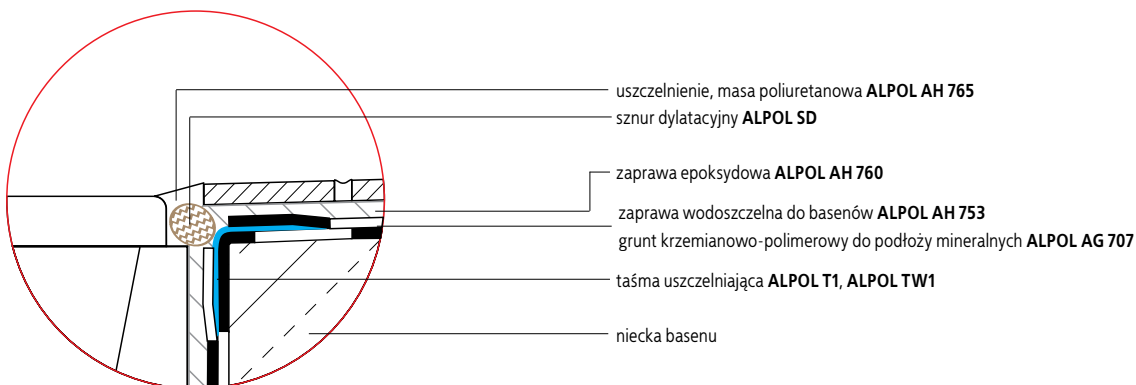 uszczelnienie, masa poliuretanowa ALPOL AH 765
sznur dylatacyjny ALPOL SD
zaprawa epoksydowa ALPOL AH 760
zaprawa wodoszczelna do basenów ALPOL AH 753
grunt krzemianowo-polimerowy do podłoży mineralnych ALPOL AG 707
taśma uszczelniająca ALPOL T1, ALPOL TW1
niecka basenu